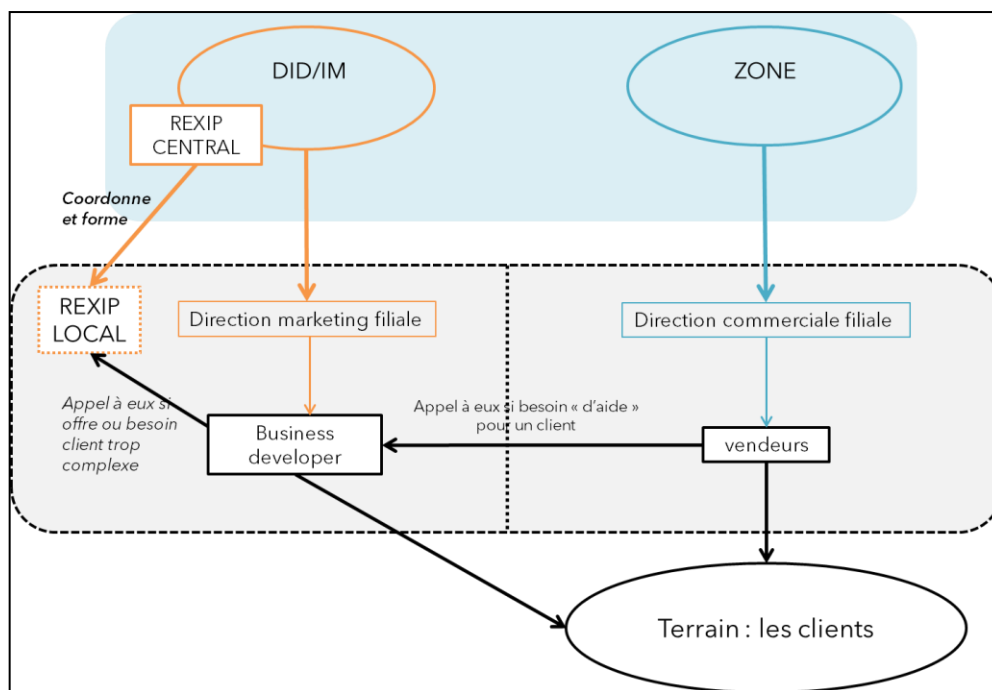 DID/IM
ZONE
REXIP
CENTRAL
Coordonne
et forme
REXIP
LOCAL
Direction marketing filiale
Direction commerciale filiale
Appel à eux si
offre ou besoin
client trop
complexe
Business
developer
Appel à eux si besoin « d'aide »
pour un client
vendeurs
Terrain : les clients